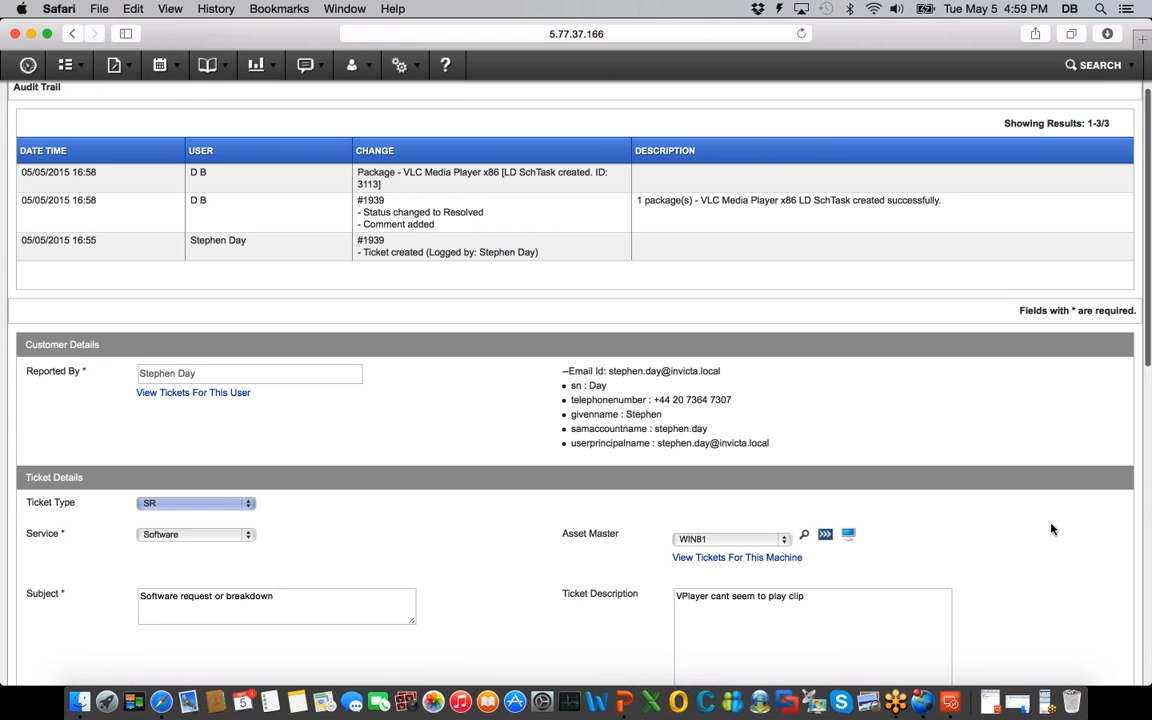 Safari File Edit View History Bookmarks Window Help Tue May 5 4:59 PM DB
5.77.37.166
? SEARCH
Audit Trail
Showing Results: 1-3/3
DATE TIME USER CHANGE DESCRIPTION
05/05/2015 16:58 D B Package - VLC Media Player x86 [LD SchTask created. ID:
3113]
05/05/2015 16:58 D B #1939 1 package(s) - VLC Media Player x86 LD SchTask created successfully.
- Status changed to Resolved
- Comment added
05/05/2015 16:55 Stephen Day #1939
- Ticket created (Logged by: Stephen Day)
Fields with * are required.
Customer Details
Reported By * Stephen Day --Email Id: stephen.day@invicta.local
View Tickets For This User • sn : Day
• telephonenumber : +44 20 7364 7307
• givenname : Stephen
• samaccountname : stephen.day
• userprincipalname : stephen.day@invicta.local
Ticket Details
Ticket Type SR
Service * Software Asset Master WIN81
View Tickets For This Machine
Subject * Software request or breakdown Ticket Description VPlayer cant seem to play clip